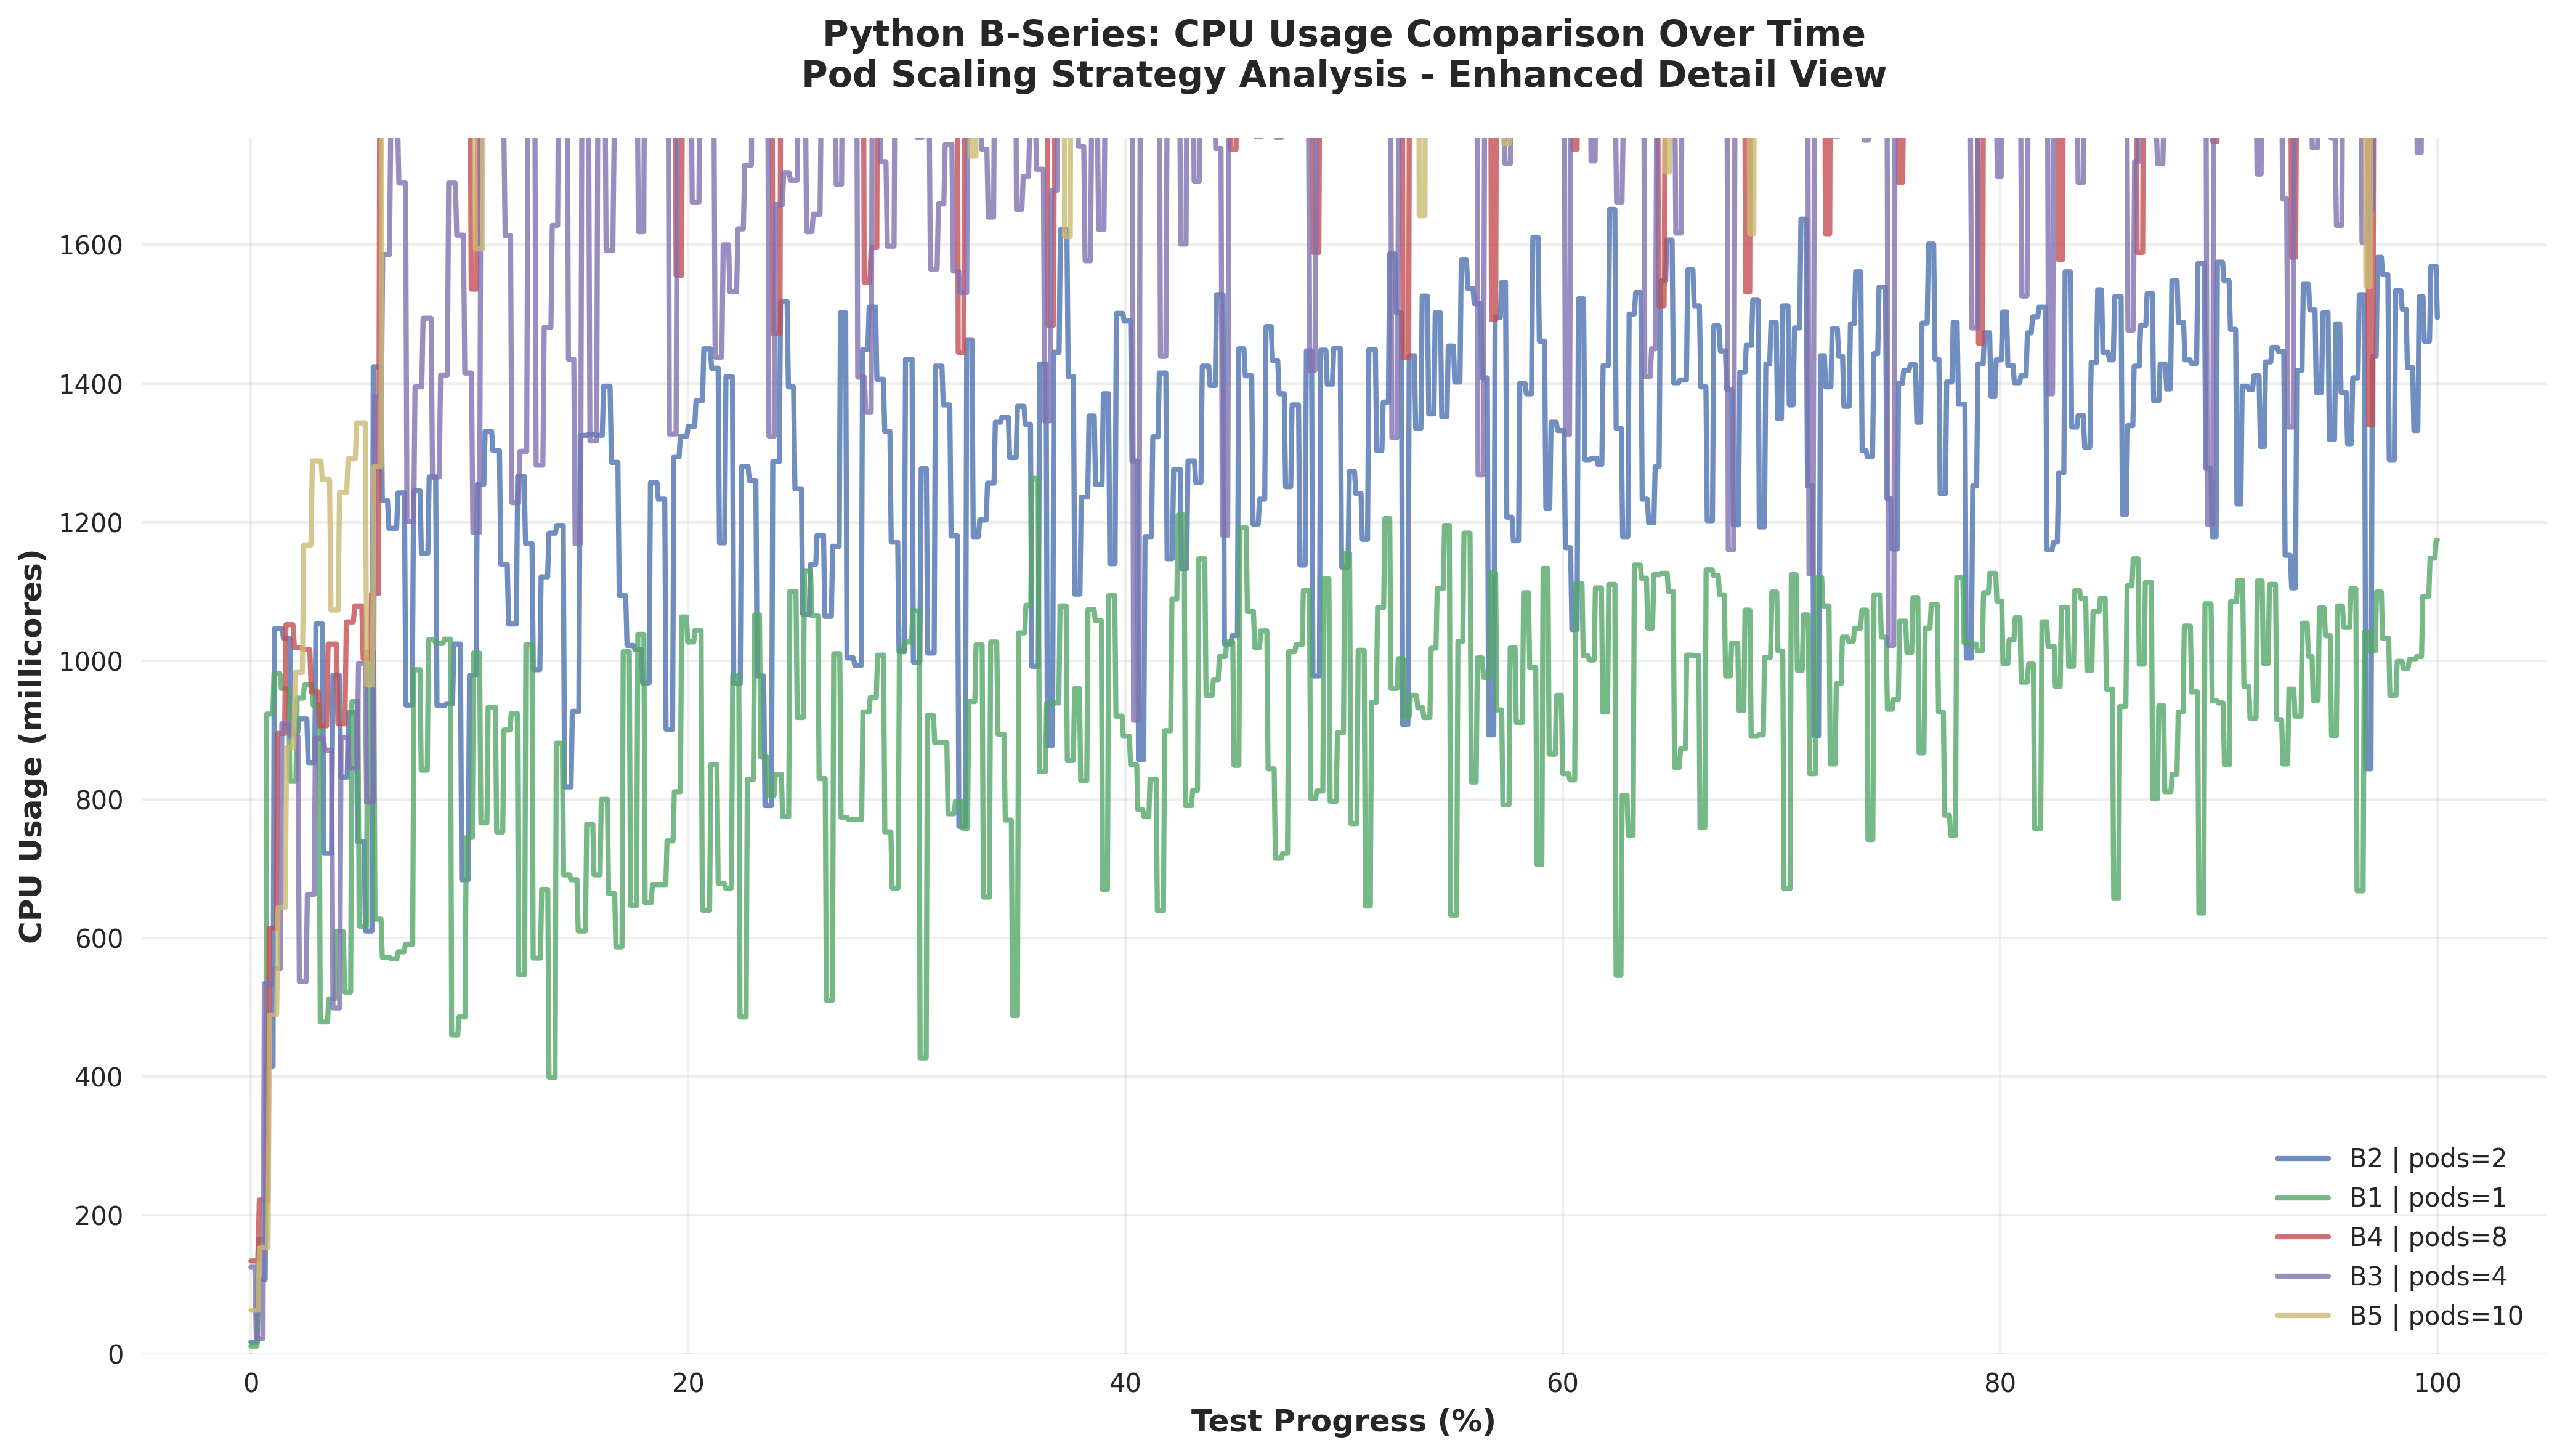 Python B-Series: CPU Usage Comparison Over Time
Pod Scaling Strategy Analysis - Enhanced Detail View
CPU Usage (millicores)
1600
1400
1200
1000
800
600
400
200
0
0 20 40 60 80 100
Test Progress (%)
B2 | pods=2
B1 | pods=1
B4 | pods=8
B3 | pods=4
B5 | pods=10